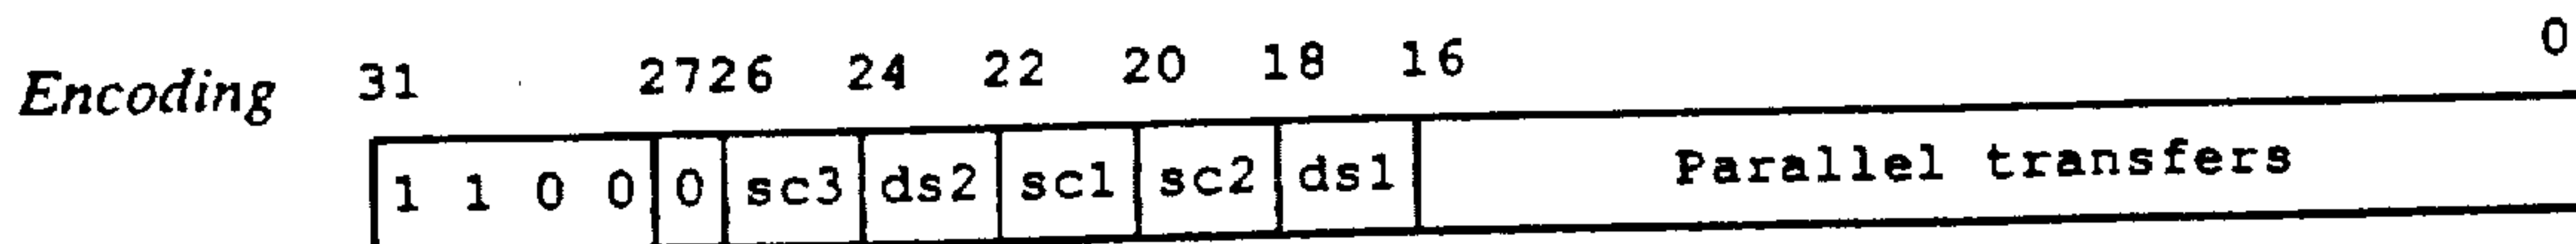 Encoding 31 2726 24 22 20 18 16 0
1 1 0 0 0 sc3 ds2 sc1 sc2 ds1 Parallel transfers